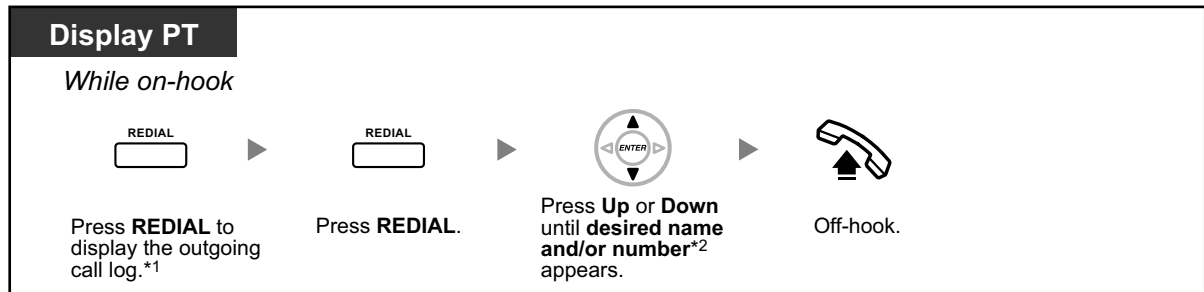 Display PT
While on-hook
REDIAL
REDIAL
ENTER
Press REDIAL to
display the outgoing
call log.*1
Press REDIAL.
Press Up or Down
until desired name
and/or number*2
appears.
Off-hook.